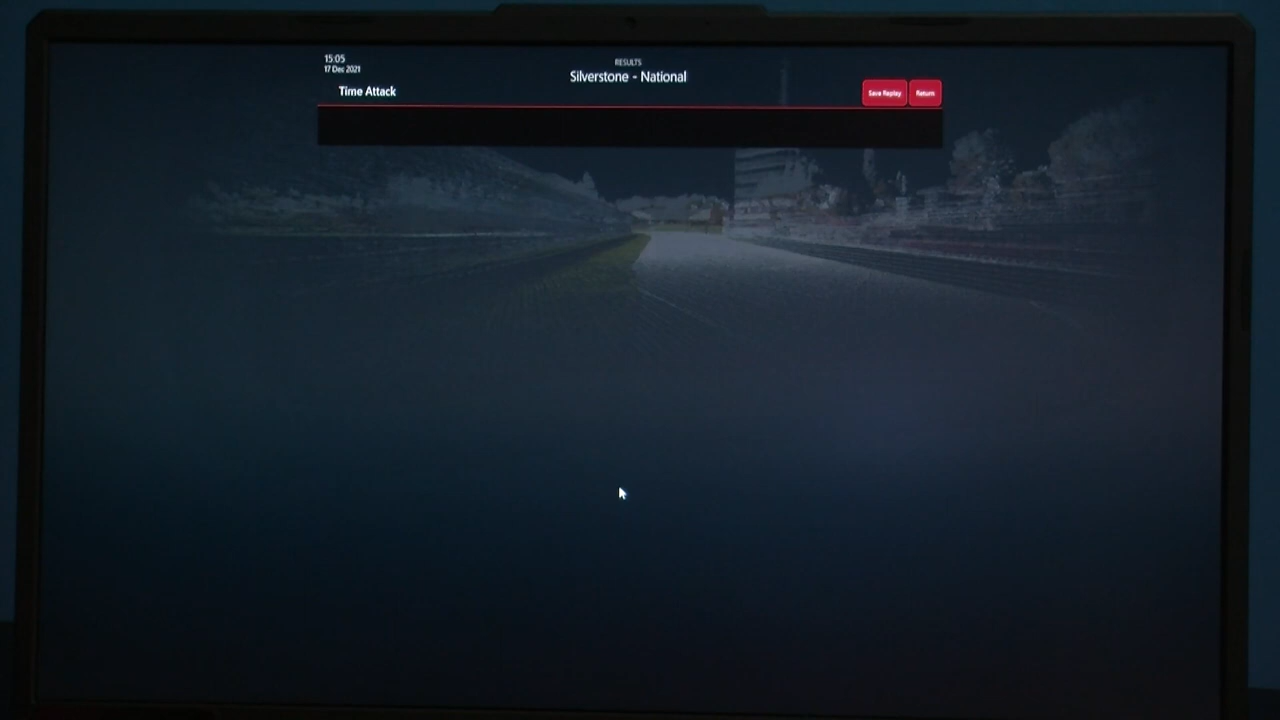 15:05
17 Dec 2021
RESULTS
Silverstone - National
Time Attack
Save Replay
Return